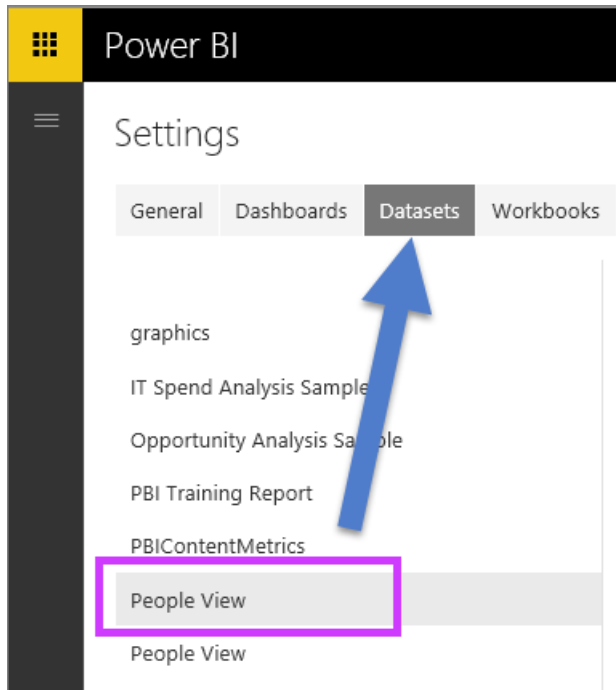 Power BI
Settings
General Dashboards Datasets Workbooks
graphics
IT Spend Analysis Sample
Opportunity Analysis Sample
PBI Training Report
PBIContentMetrics
People View
People View